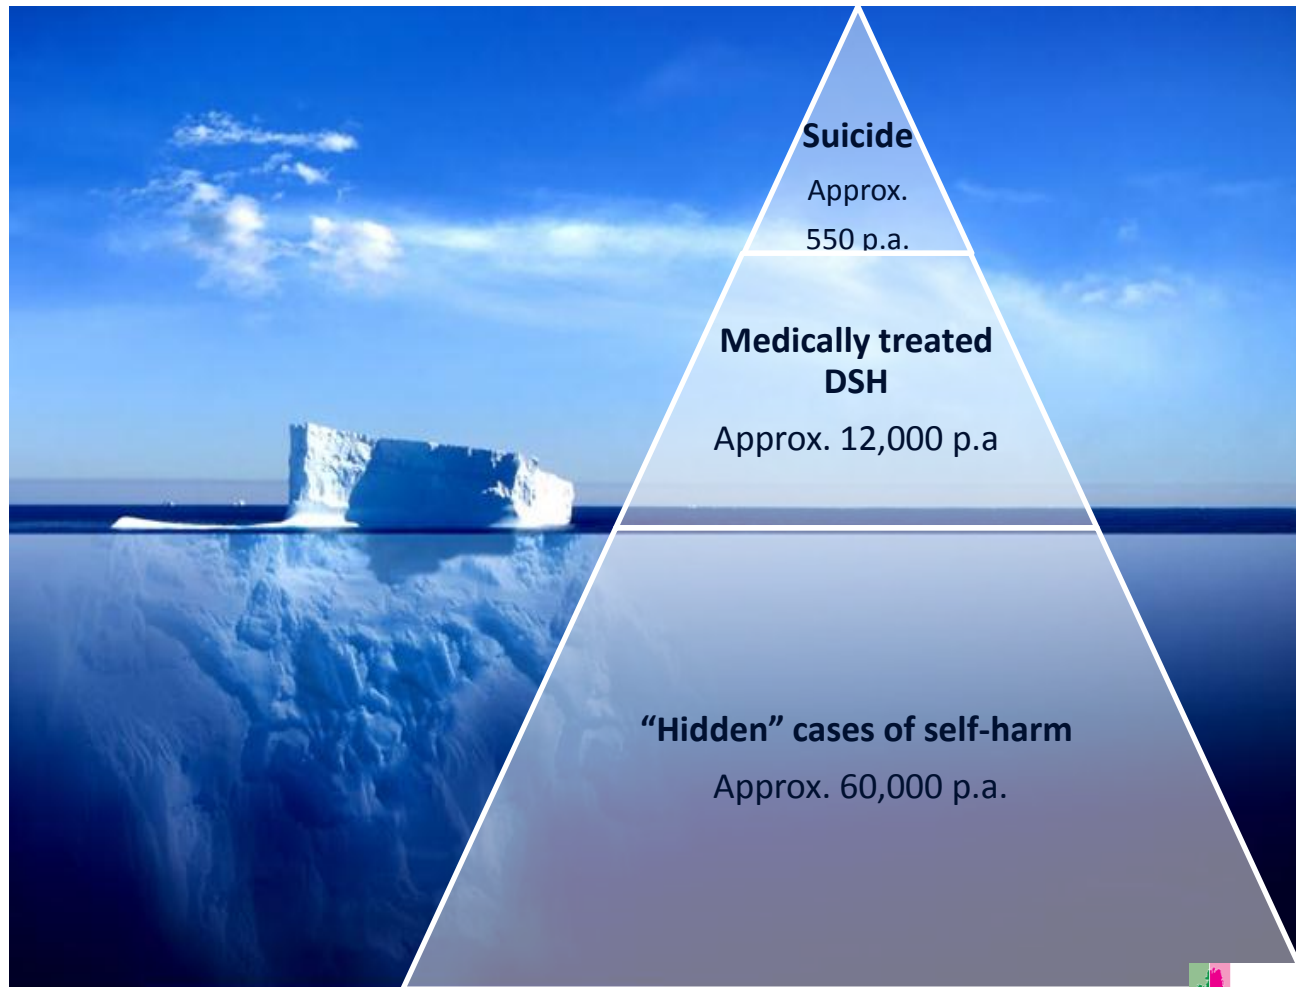 Suicide
Approx.
550 p.a.
Medically treated
DSH
Approx. 12,000 p.a
“Hidden” cases of self-harm
Approx. 60,000 p.a.